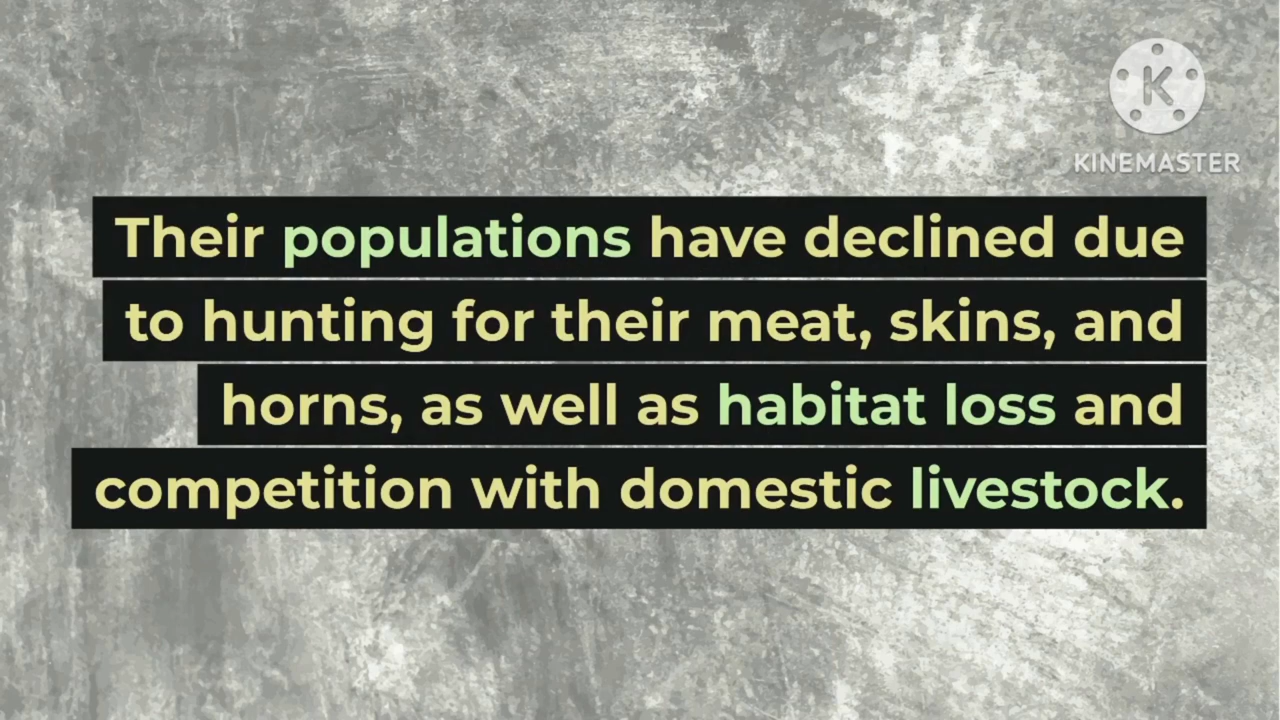 K
KINEMASTER
Their populations have declined due
to hunting for their meat, skins, and
horns, as well as habitat loss and
competition with domestic livestock.